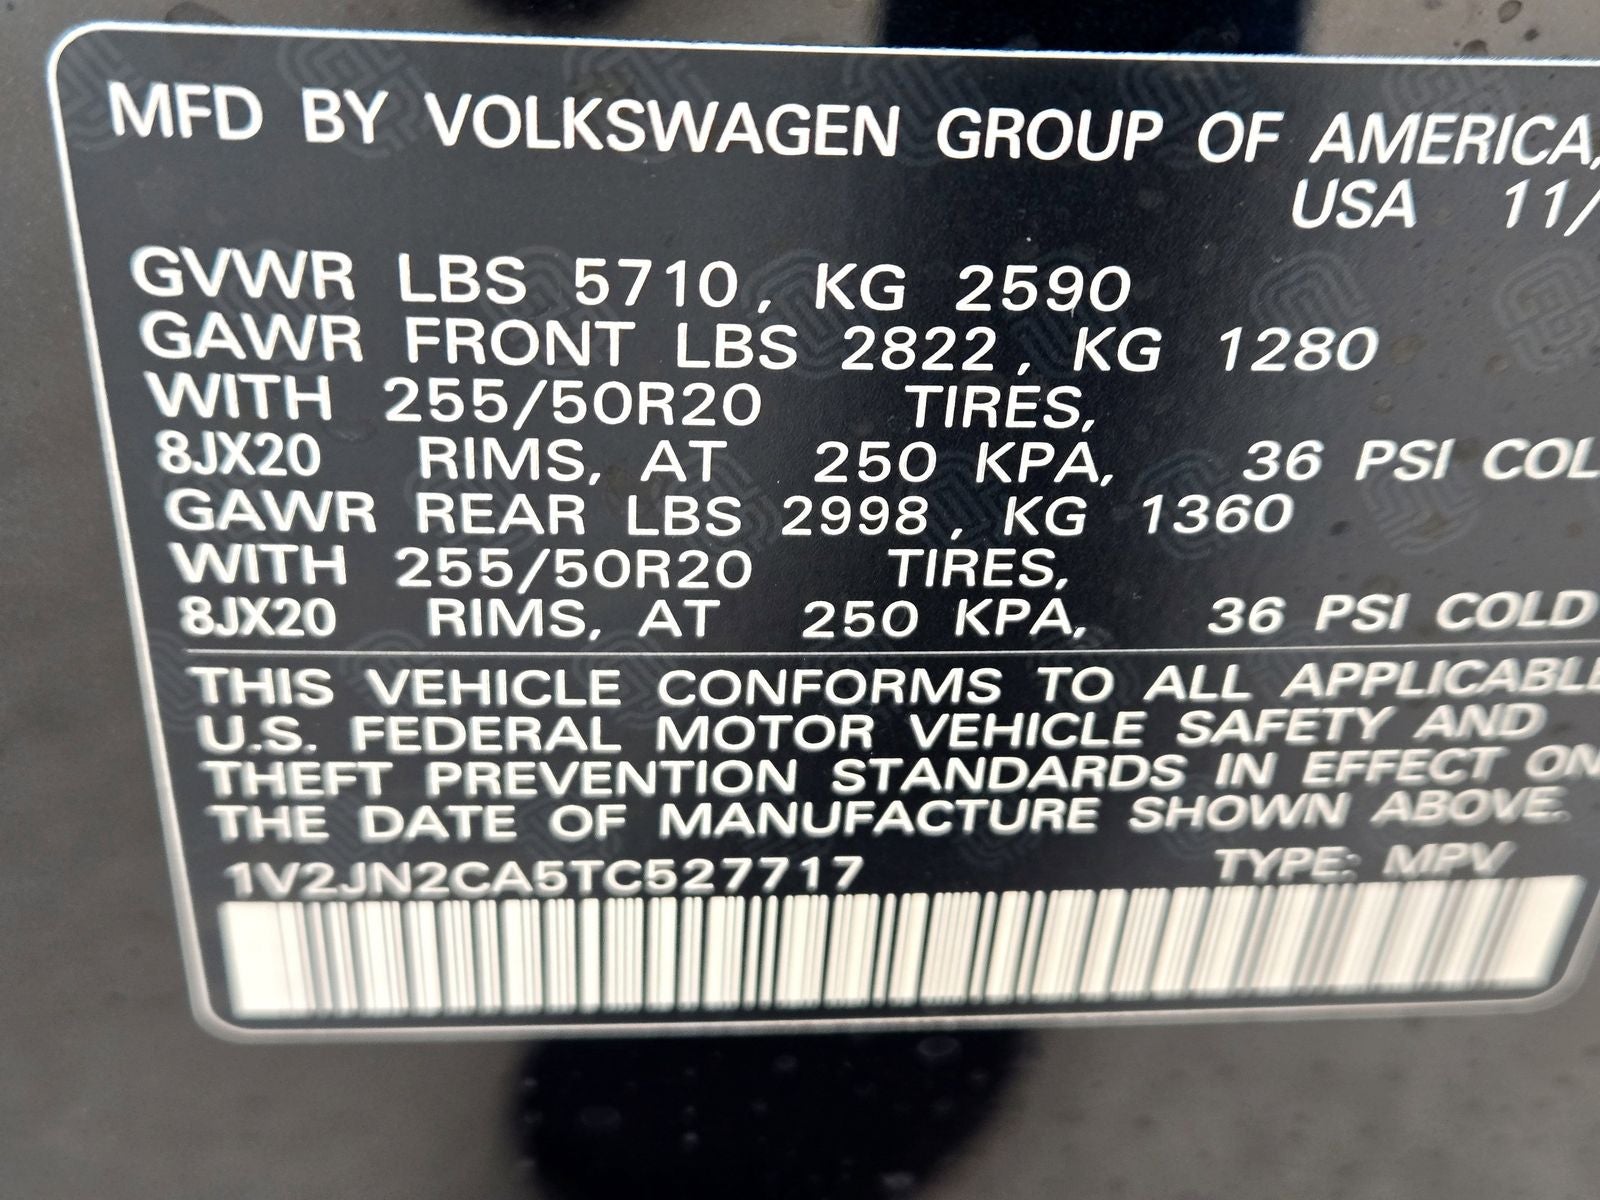 MFD BY VOLKSWAGEN GROUP OF AMERICA,
USA 11/
GVWR LBS 5710, KG 2590
GAWR FRONT LBS 2822, KG 1280
WITH 255/50R20 TIRES,
8JX20 RIMS, AT 250 KPA, 36 PSI COL
GAWR REAR LBS 2998, KG 1360
WITH 255/50R20 TIRES,
8JX20 RIMS, AT 250 KPA, 36 PSI COLD
THIS VEHICLE CONFORMS TO ALL APPLICABLE
U.S. FEDERAL MOTOR VEHICLE SAFETY AND
THEFT PREVENTION STANDARDS IN EFFECT ON
THE DATE OF MANUFACTURE SHOWN ABOVE.
1V2JN2CA5TC527717 TYPE: MPV